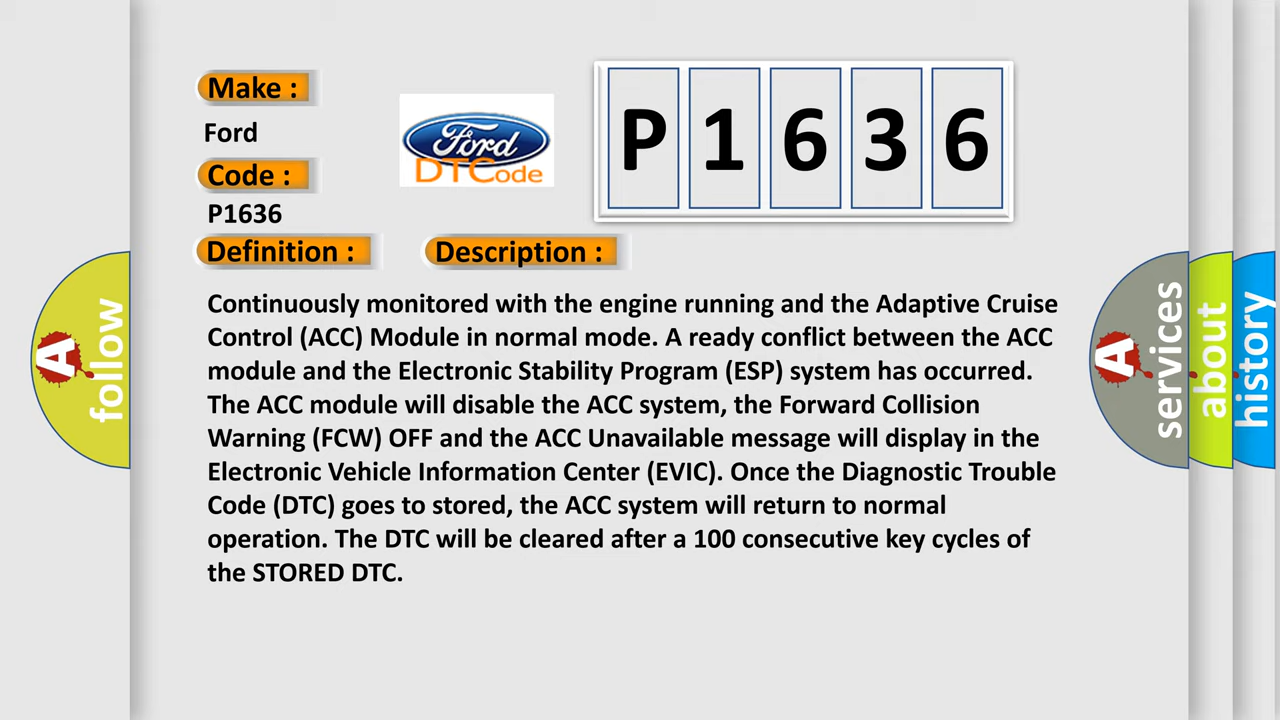 Make :
Ford
Ford
DTCode
P1636
Code :
P1636
Definition :
Description :
Continuously monitored with the engine running and the Adaptive Cruise
Control (ACC) Module in normal mode. A ready conflict between the ACC
module and the Electronic Stability Program (ESP) system has occurred.
The ACC module will disable the ACC system, the Forward Collision
Warning (FCW) OFF and the ACC Unavailable message will display in the
Electronic Vehicle Information Center (EVIC). Once the Diagnostic Trouble
Code (DTC) goes to stored, the ACC system will return to normal
operation. The DTC will be cleared after a 100 consecutive key cycles of
the STORED DTC.
A follow
A services
about
history